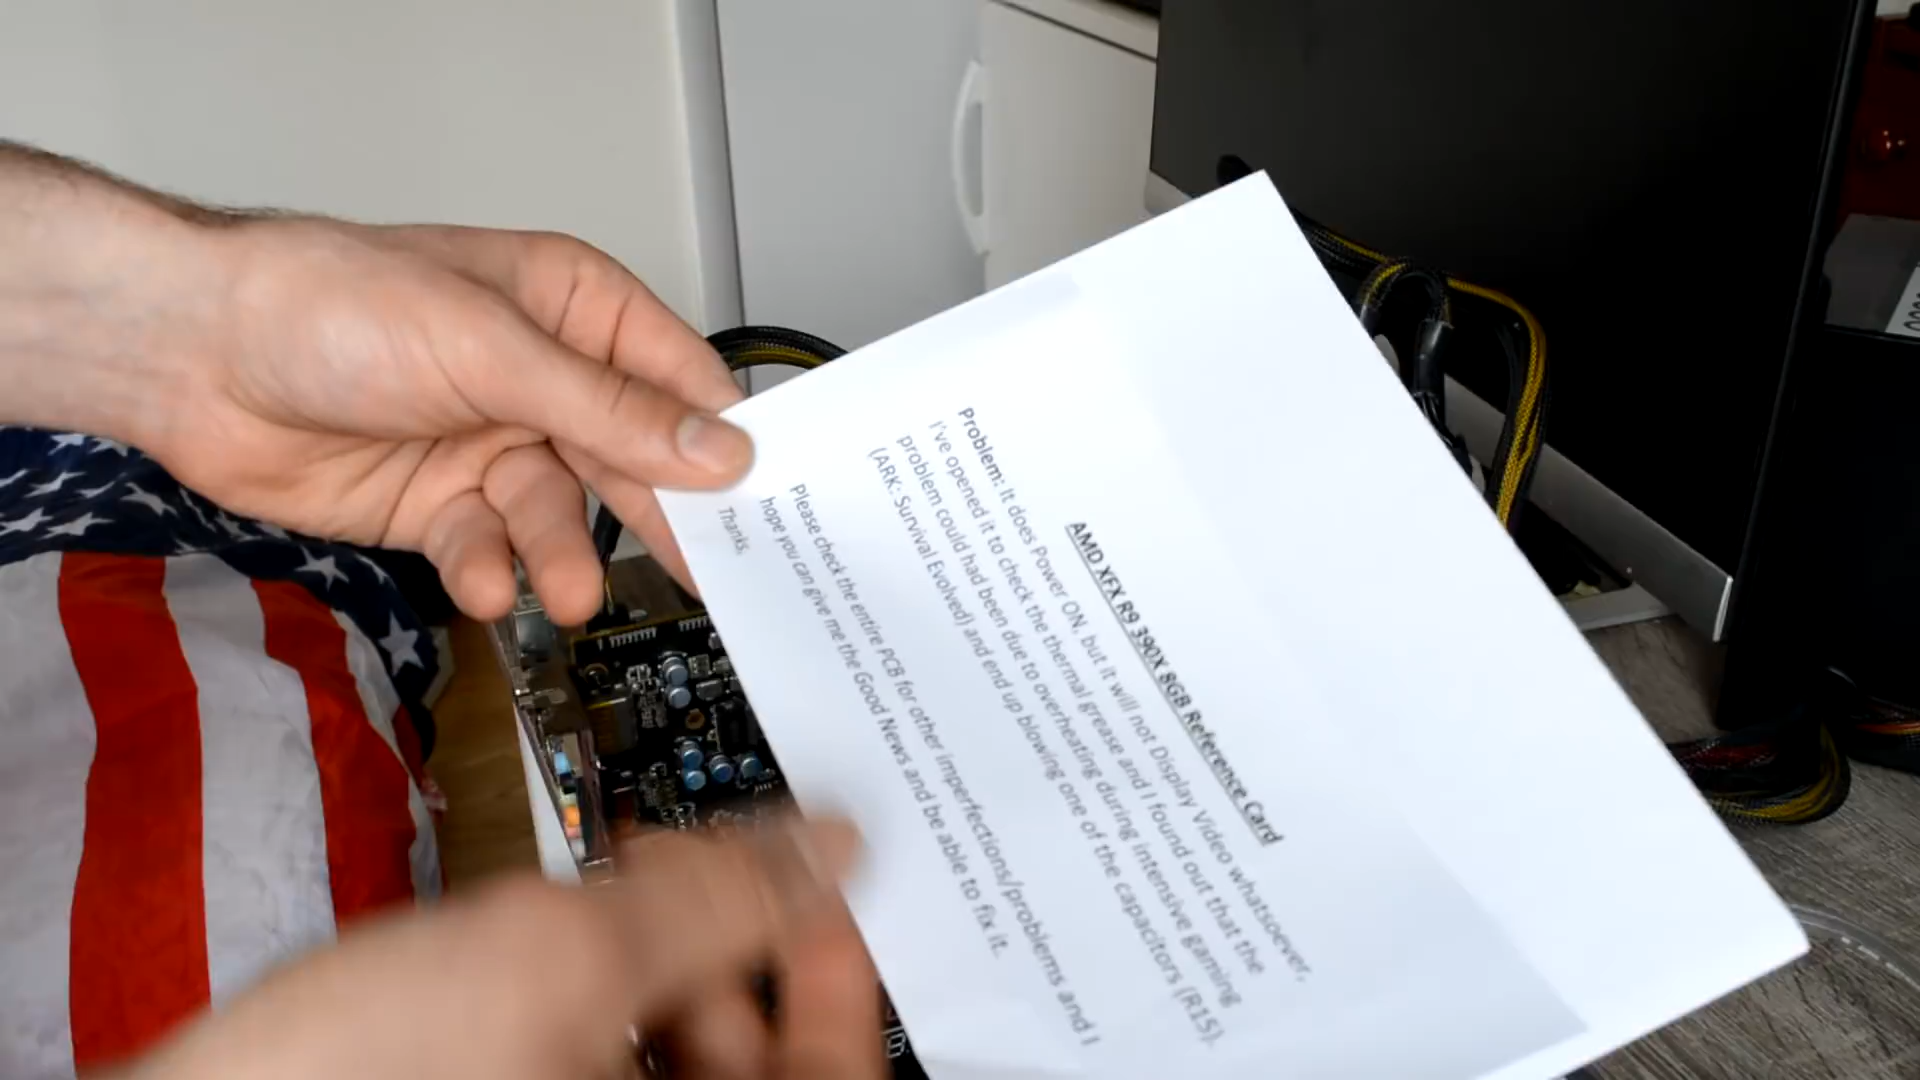 AMD XFX R9 390X 8GB Reference Card
Problem: It does Power ON, but it will not Display Video whatsoever,
I've opened it to check the thermal grease and I found out that the
problem could had been due to overheating during intensive gaming
(ARK: Survival Evolved) and end up blowing one of the capacitors (R15).
Please check the entire PCB for other imperfections/problems and I
hope you can give me the Good News and be able to fix it.
Thanks.